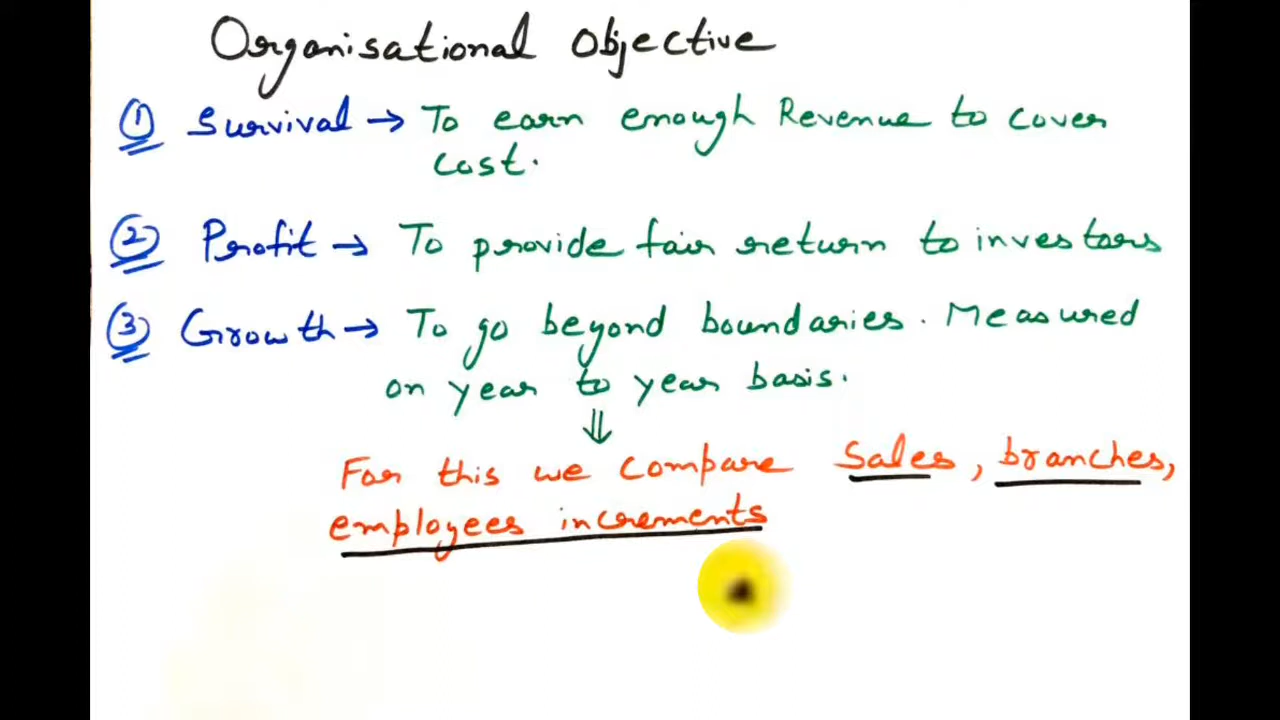 Organisational Objective
① Survival → To earn enough Revenue to cover
cost.
② Profit → To provide fair return to investors
③ Growth → To go beyond boundaries. Measured
on year to year basis.
⇓
For this we compare Sales, branches,
employees increments